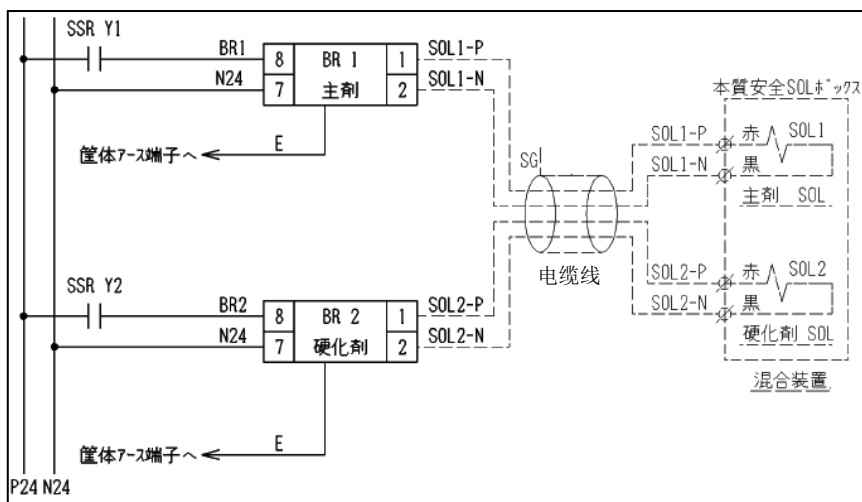 SSR Y1
BR1
8
BR 1
1
SOL1-P
N24
7
主剤
2
SOL1-N
E
筐体ｱｰｽ端子へ
本質安全SOLﾎﾞｯｸｽ
SG
SOL1-P
赤
SOL1
SOL1-N
黒
主剤 SOL
电缆线
SSR Y2
BR2
8
BR 2
1
SOL2-P
N24
7
硬化剤
2
SOL2-N
SOL2-P
赤
SOL2
SOL2-N
黒
硬化剤 SOL
混合装置
E
筐体ｱｰｽ端子へ
P24 N24